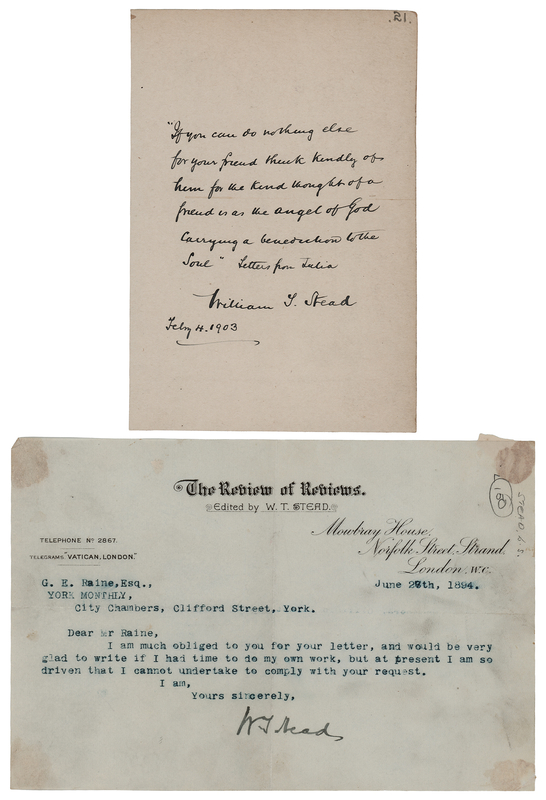 .21.
"If you can do nothing else
for your friend think kindly of
him for the kind thought of a
friend is as the angel of God
carrying a benediction to the
Soul" Letters from Julia
William T. Stead
Feby 4. 1903
The Review of Reviews.
Edited by W. T. STEAD.
Mowbray House,
Norfolk Street, Strand.
London, W.C.
TELEPHONE No 2867.
TELEGRAMS, "VATICAN, LONDON."
G. E. Raine, Esq.,
YORK MONTHLY,
City Chambers, Clifford Street, York.
June 28th, 1894.
Dear Mr Raine,
I am much obliged to you for your letter, and would be very
glad to write if I had time to do my own work, but at present I am so
driven that I cannot undertake to comply with your request.
I am,
Yours sincerely,
W T Stead